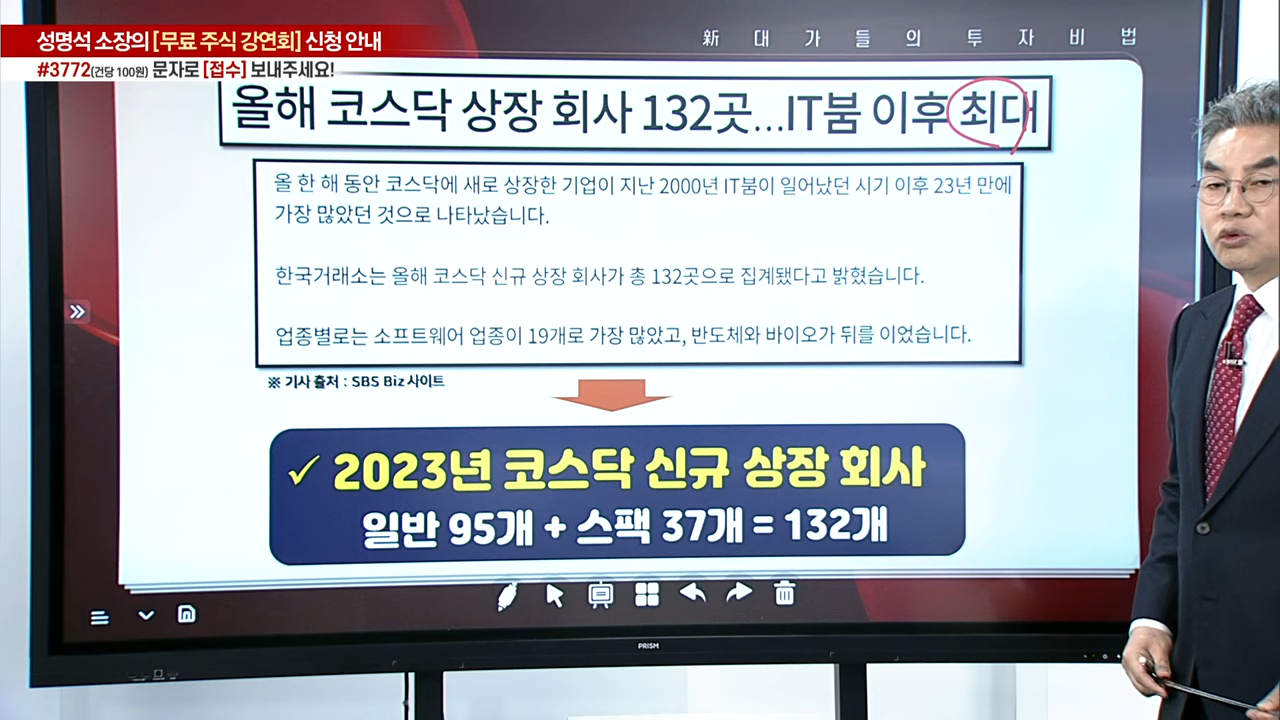 성명석 소장의 [무료 주식 강연회] 신청 안내
#3772(건당 100원) 문자로 [접수] 보내주세요!
新 대 가 들 의 투 자 비 법
올해 코스닥 상장 회사 132곳...IT붐 이후 최대
올 한 해 동안 코스닥에 새로 상장한 기업이 지난 2000년 IT붐이 일어났던 시기 이후 23년 만에
가장 많았던 것으로 나타났습니다.
한국거래소는 올해 코스닥 신규 상장 회사가 총 132곳으로 집계됐다고 밝혔습니다.
업종별로는 소프트웨어 업종이 19개로 가장 많았고, 반도체와 바이오가 뒤를 이었습니다.
※ 기사 출처 : SBS Biz 사이트
✓ 2023년 코스닥 신규 상장 회사
일반 95개 + 스팩 37개 = 132개
PRISM